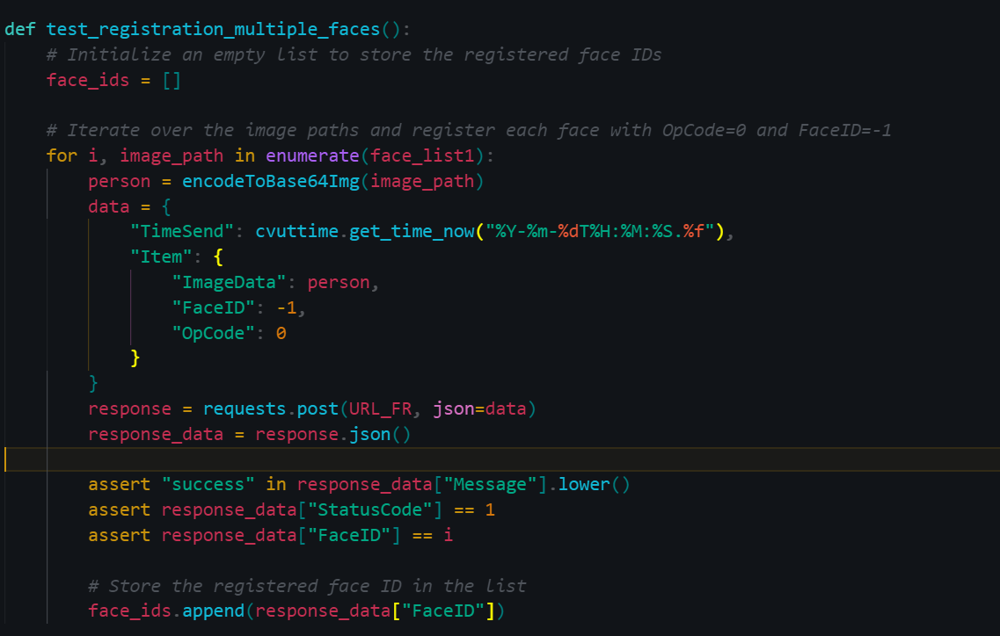 def test_registration_multiple_faces():
    # Initialize an empty list to store the registered face IDs
    face_ids = []

    # Iterate over the image paths and register each face with OpCode=0 and FaceID=-1
    for i, image_path in enumerate(face_list1):
        person = encodeToBase64Img(image_path)
        data = {
            "TimeSend": cvuttime.get_time_now("%Y-%m-%dT%H:%M:%S.%f"),
            "Item": {
                "ImageData": person,
                "FaceID": -1,
                "OpCode": 0
            }
        }
        response = requests.post(URL_FR, json=data)
        response_data = response.json()

        assert "success" in response_data["Message"].lower()
        assert response_data["StatusCode"] == 1
        assert response_data["FaceID"] == i

        # Store the registered face ID in the list
        face_ids.append(response_data["FaceID"])